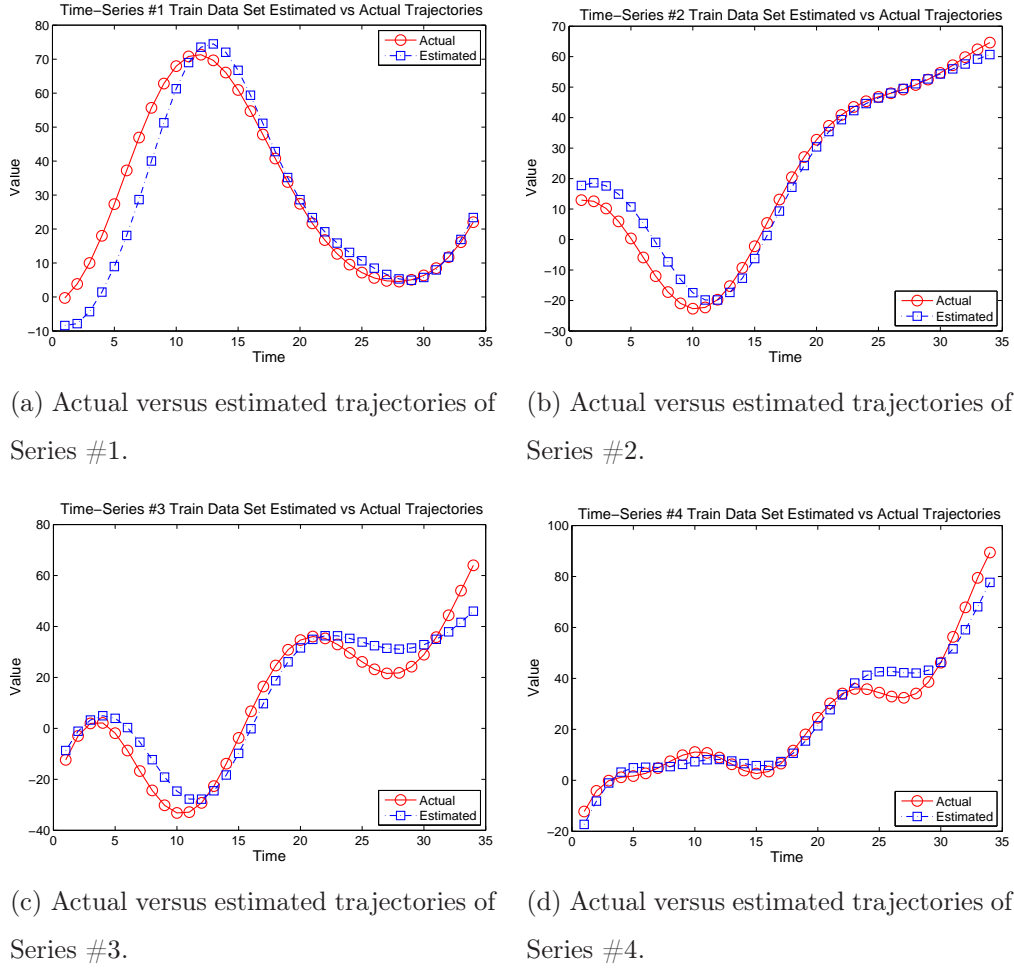 Time-Series #1 Train Data Set Estimated vs Actual Trajectories
80
70
60
50
40
30
20
10
0
-10
Value
0 5 10 15 20 25 30 35
Time
Actual
Estimated
(a) Actual versus estimated trajectories of
Series #1.
Time-Series #2 Train Data Set Estimated vs Actual Trajectories
70
60
50
40
30
20
10
0
-10
-20
-30
Value
0 5 10 15 20 25 30 35
Time
Actual
Estimated
(b) Actual versus estimated trajectories of
Series #2.
Time-Series #3 Train Data Set Estimated vs Actual Trajectories
80
60
40
20
0
-20
-40
Value
0 5 10 15 20 25 30 35
Time
Actual
Estimated
(c) Actual versus estimated trajectories of
Series #3.
Time-Series #4 Train Data Set Estimated vs Actual Trajectories
100
80
60
40
20
0
-20
Value
0 5 10 15 20 25 30 35
Time
Actual
Estimated
(d) Actual versus estimated trajectories of
Series #4.